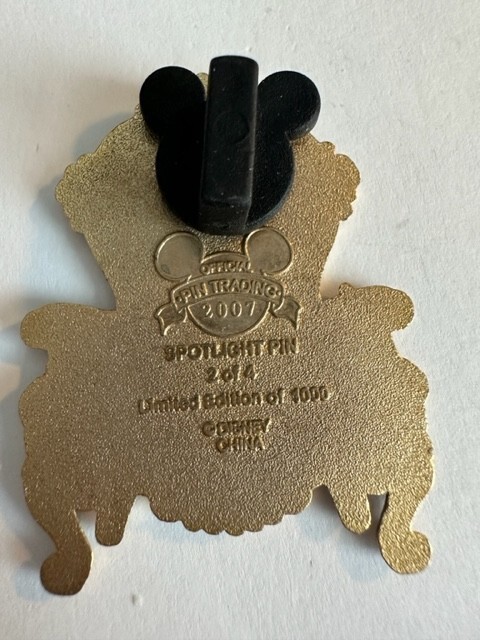 OFFICIAL
PIN TRADING
2007
SPOTLIGHT PIN
2 of 4
Limited Edition of 1000
© DISNEY
CHINA